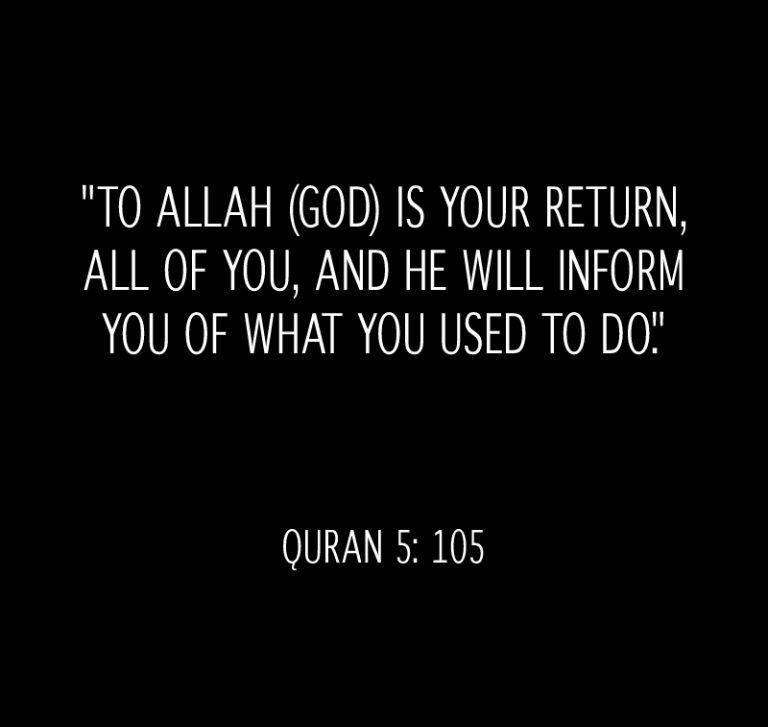 "TO ALLAH (GOD) IS YOUR RETURN,
ALL OF YOU, AND HE WILL INFORM
YOU OF WHAT YOU USED TO DO."
QURAN 5: 105